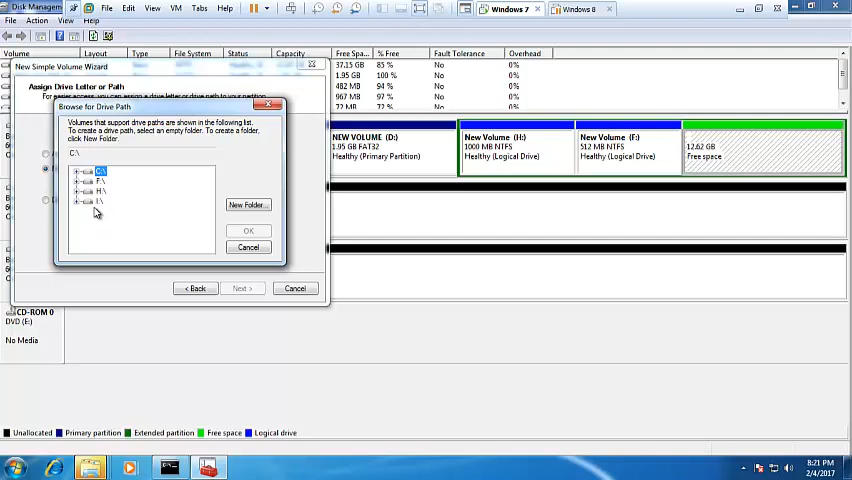 Disk Managem
File Edit View VM Tabs Help
Windows 7
Windows 8
File Action View Help
Volume Layout Type File System Status Capacity Free Spa... % Free Fault Tolerance Overhead
37.15 GB 85 % No 0%
1.95 GB 100 % No 0%
482 MB 94 % No 0%
967 MB 97 % No 0%
72 MB 72 % No 0%
New Simple Volume Wizard
Assign Drive Letter or Path
Browse for Drive Path
Volumes that support drive paths are shown in the following list.
To create a drive path, select an empty folder. To create a folder,
click New Folder.
C:\
C:\
F:\
H:\
I:\
New Folder...
OK
Cancel
< Back
Next >
Cancel
NEW VOLUME (D:)
1.95 GB FAT32
Healthy (Primary Partition)
New Volume (H:)
1000 MB NTFS
Healthy (Logical Drive)
New Volume (F:)
512 MB NTFS
Healthy (Logical Drive)
12.62 GB
Free space
CD-ROM 0
DVD (E:)
No Media
Unallocated Primary partition Extended partition Free space Logical drive
8:21 PM
2/4/2017